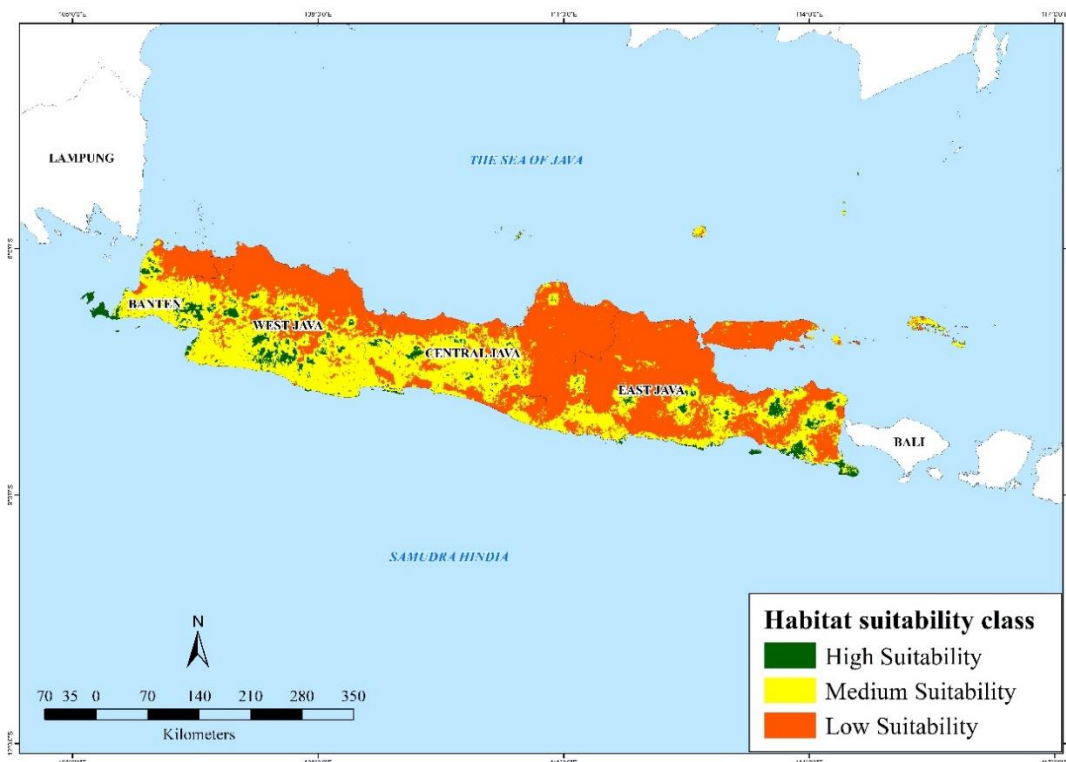 LAMPUNG
THE SEA OF JAVA
BANTEN
WEST JAVA
CENTRAL JAVA
EAST JAVA
BALI
SAMUDRA HINDIA
N
70 35 0 70 140 210 280 350
Kilometers
Habitat suitability class
High Suitability
Medium Suitability
Low Suitability